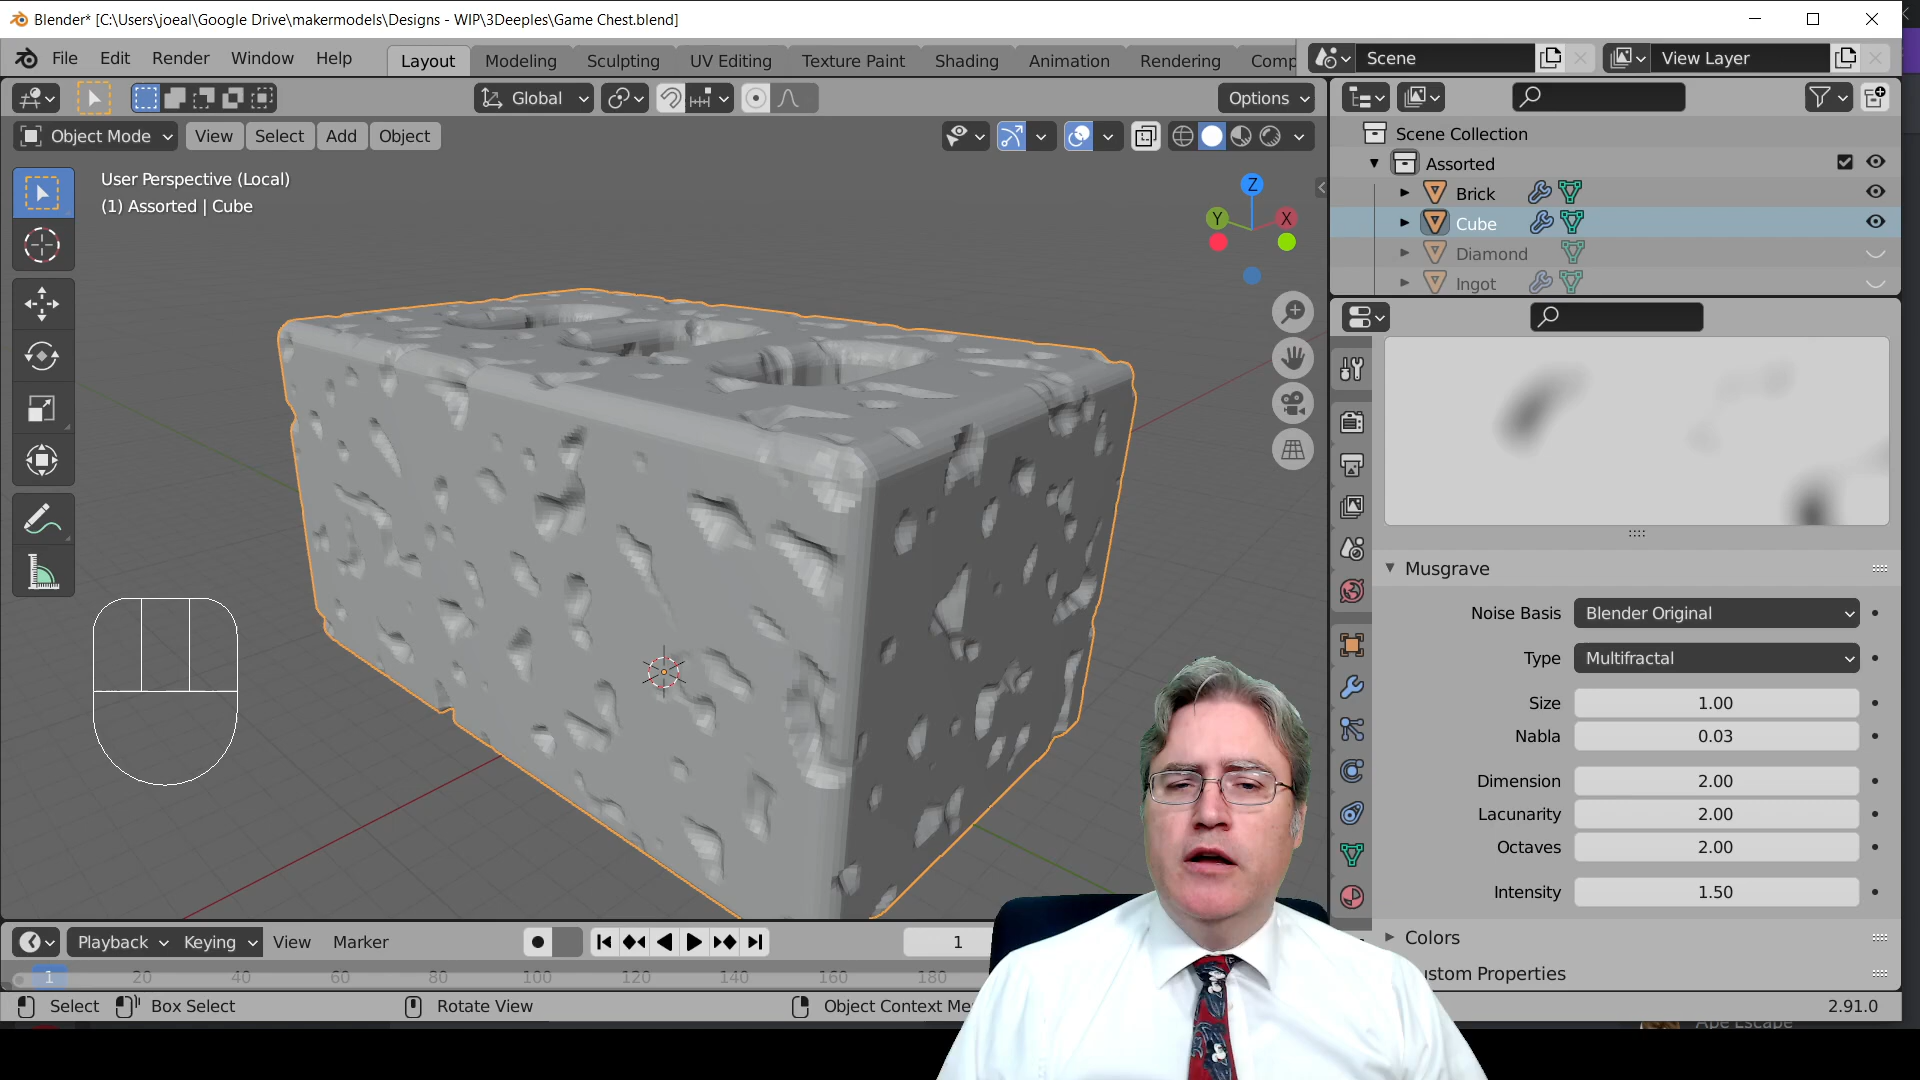 Blender* [C:\Users\joeal\Google Drive\makermodels\Designs - WIP\3Deeples\Game Chest.blend]
File Edit Render Window Help Layout Modeling Sculpting UV Editing Texture Paint Shading Animation Rendering Comp Scene View Layer
Global Options
Object Mode View Select Add Object
User Perspective (Local)
(1) Assorted | Cube
Z
Y X
Scene Collection
Assorted
Brick
Cube
Diamond
Ingot
Musgrave
Noise Basis Blender Original
Type Multifractal
Size 1.00
Nabla 0.03
Dimension 2.00
Lacunarity 2.00
Octaves 2.00
Intensity 1.50
Colors
ustom Properties
Playback Keying View Marker 1
1 20 40 60 80 100 120 140 160 180
Select Box Select Rotate View Object Context Me 2.91.0
Ape Escape